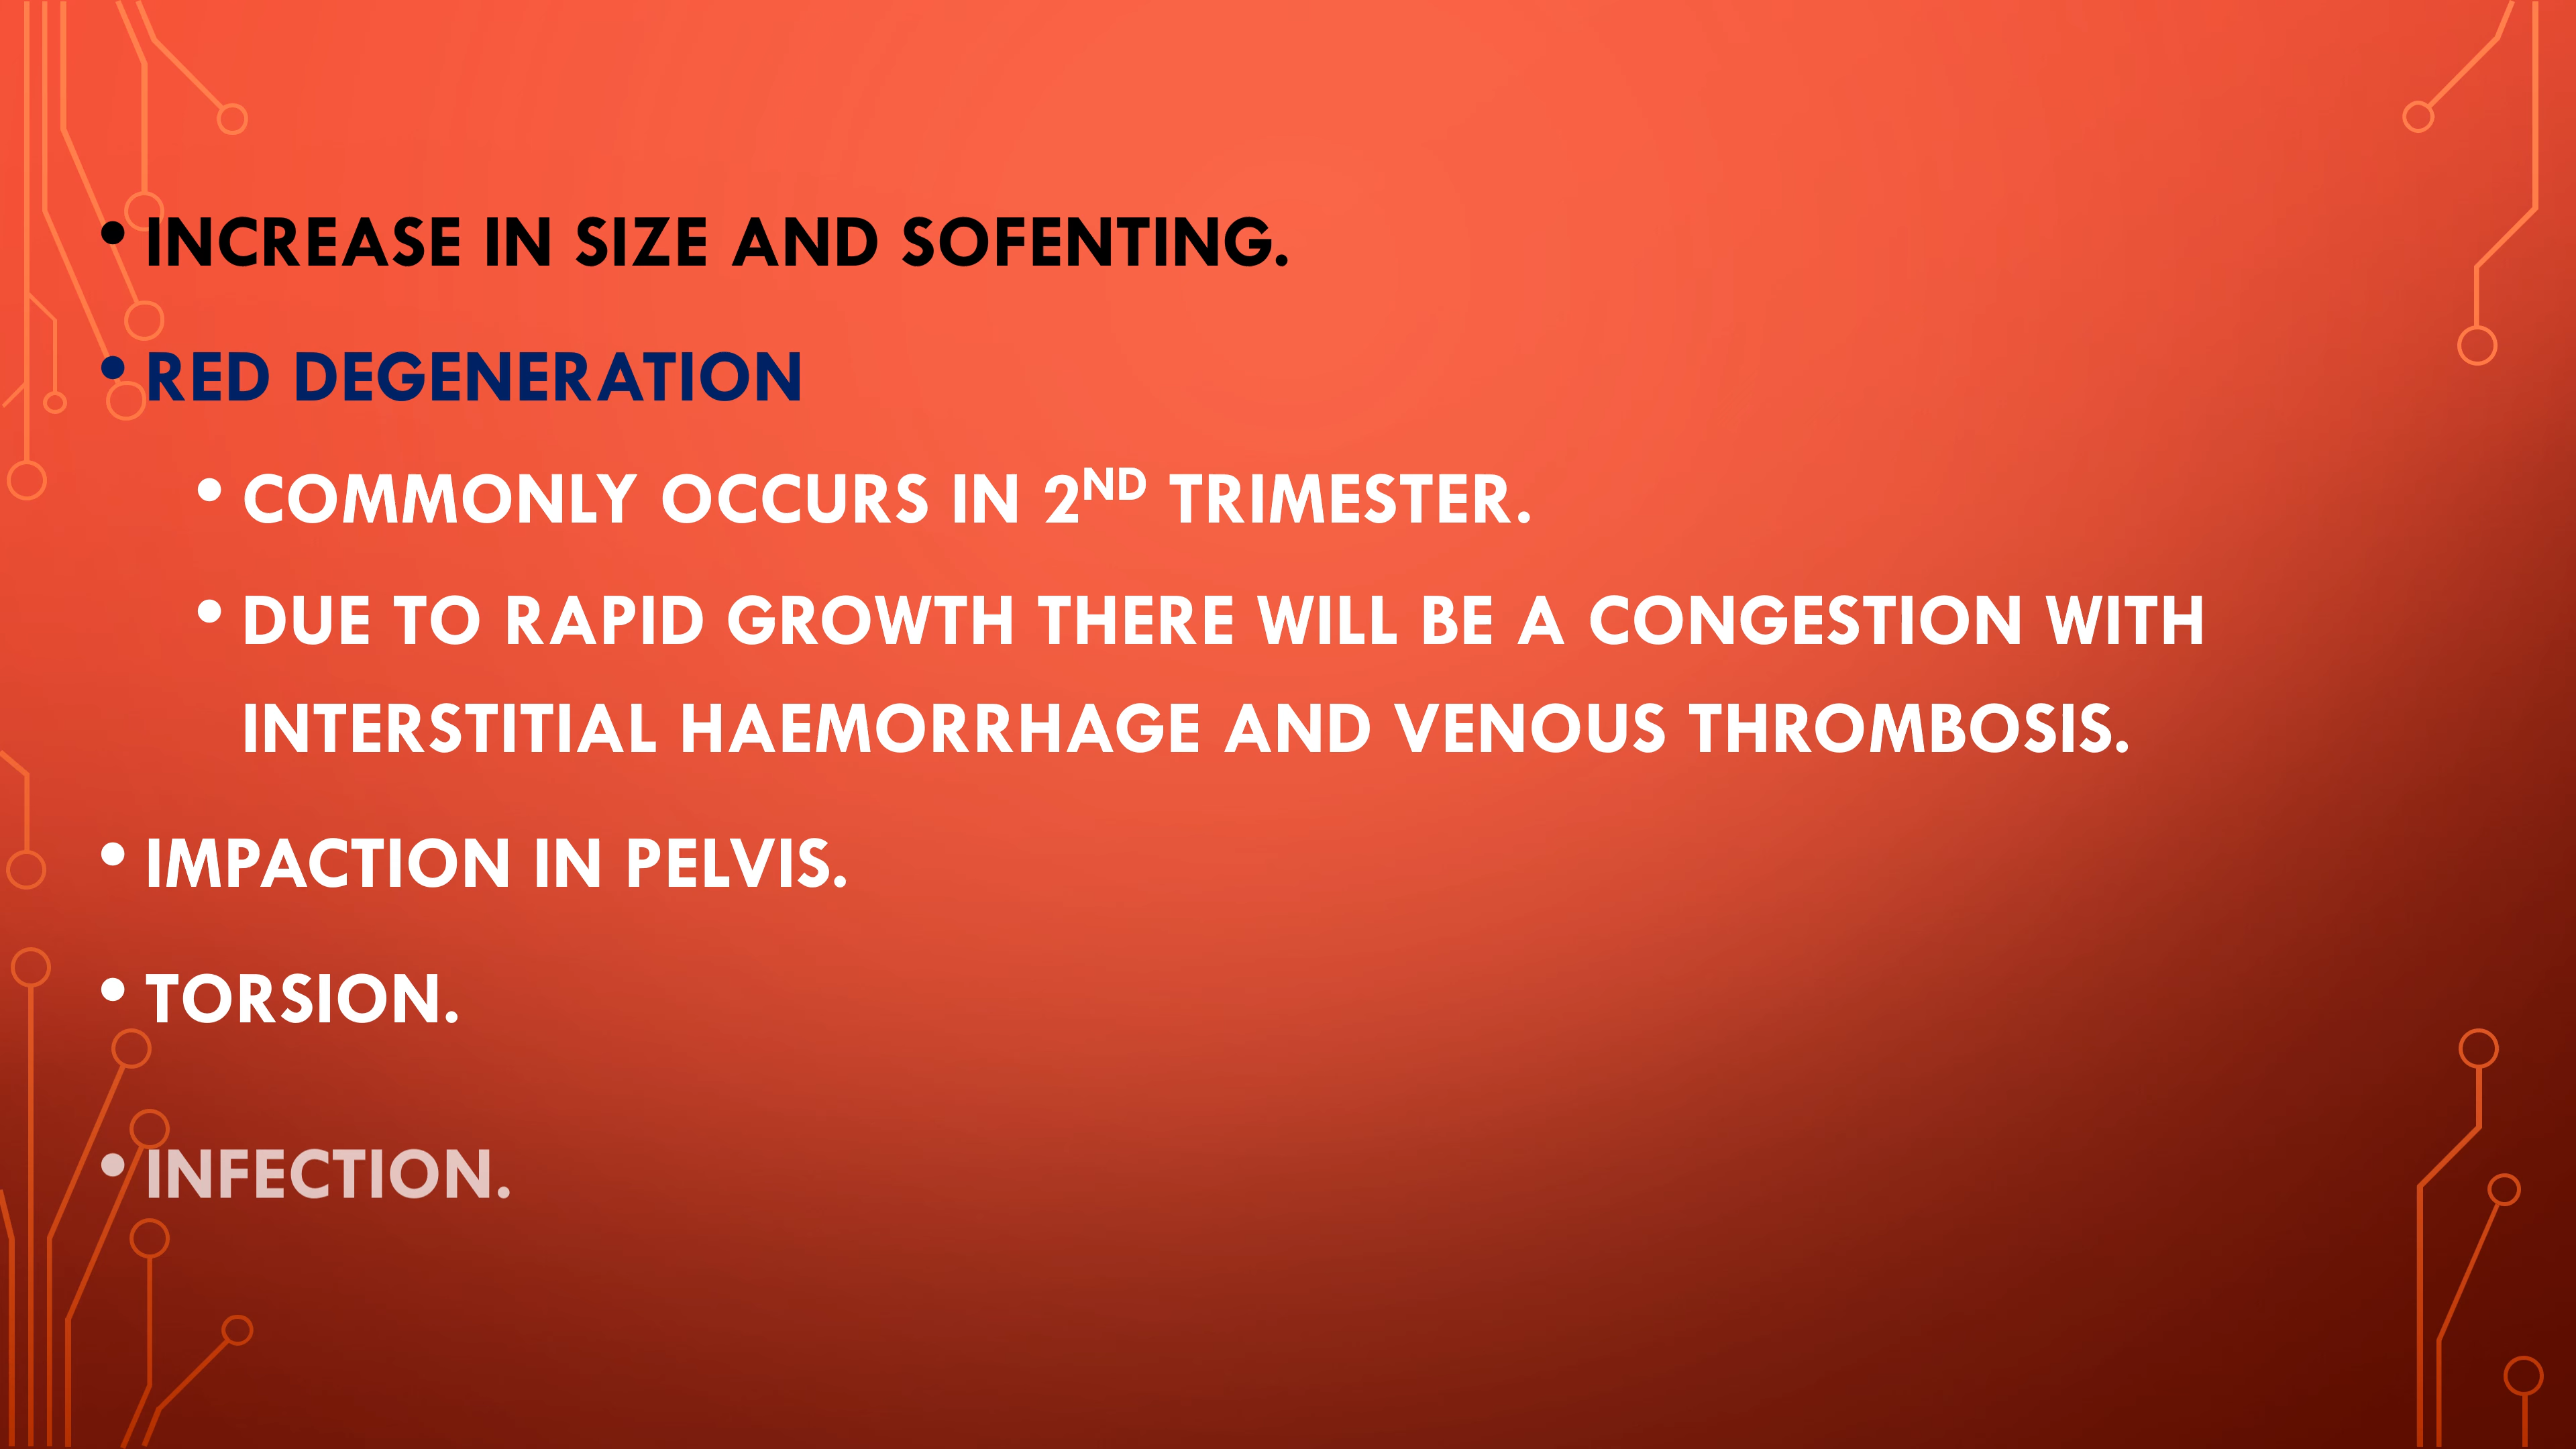 • INCREASE IN SIZE AND SOFENTING.
• RED DEGENERATION
• COMMONLY OCCURS IN 2ND TRIMESTER.
• DUE TO RAPID GROWTH THERE WILL BE A CONGESTION WITH
INTERSTITIAL HAEMORRHAGE AND VENOUS THROMBOSIS.
• IMPACTION IN PELVIS.
• TORSION.
• INFECTION.